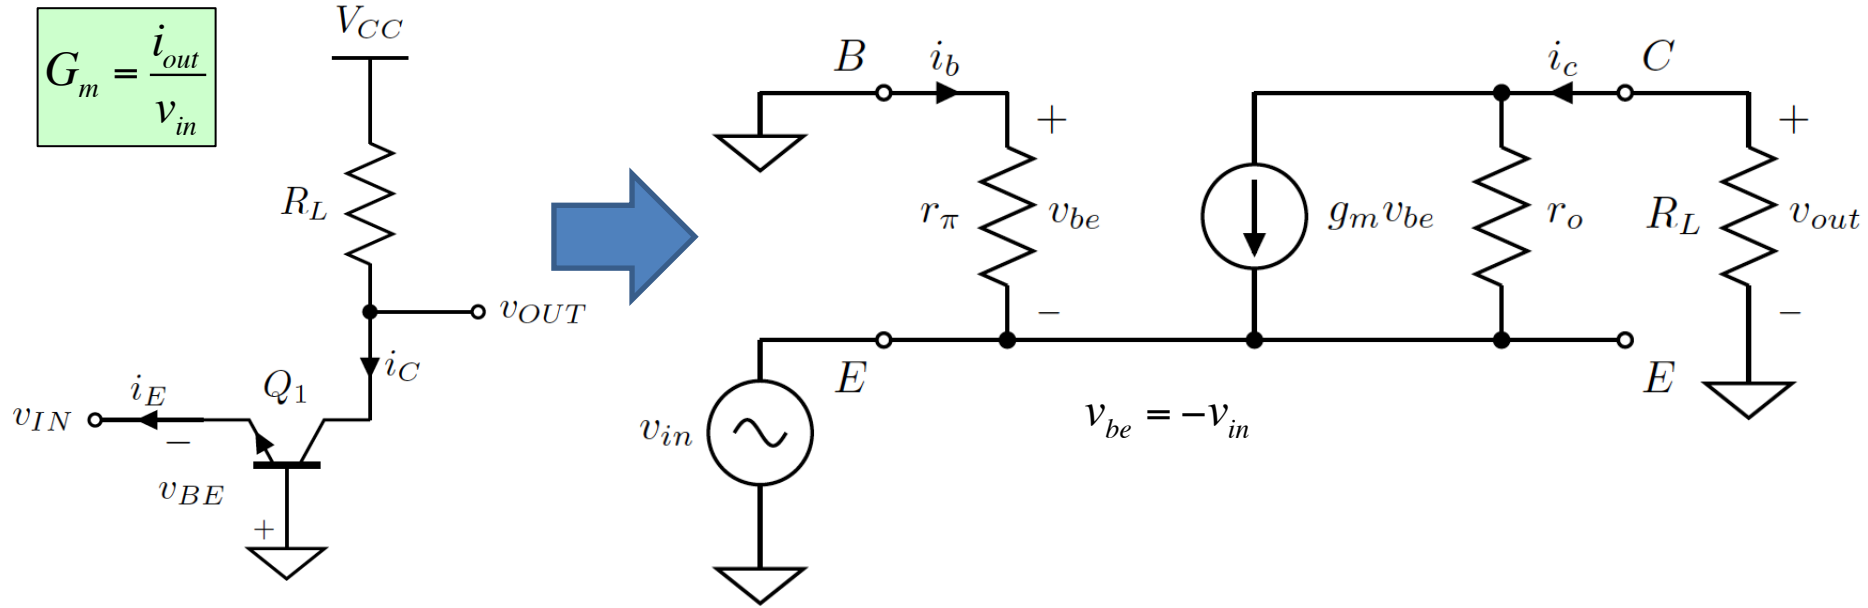 G_m = i_out / v_in
V_CC
R_L
v_OUT
i_C
i_E
Q_1
v_IN
−
v_BE
+
B
i_b
i_c
C
+
+
r_π
v_be
g_m v_be
r_o
R_L
v_out
−
−
E
E
v_in
v_be = −v_in